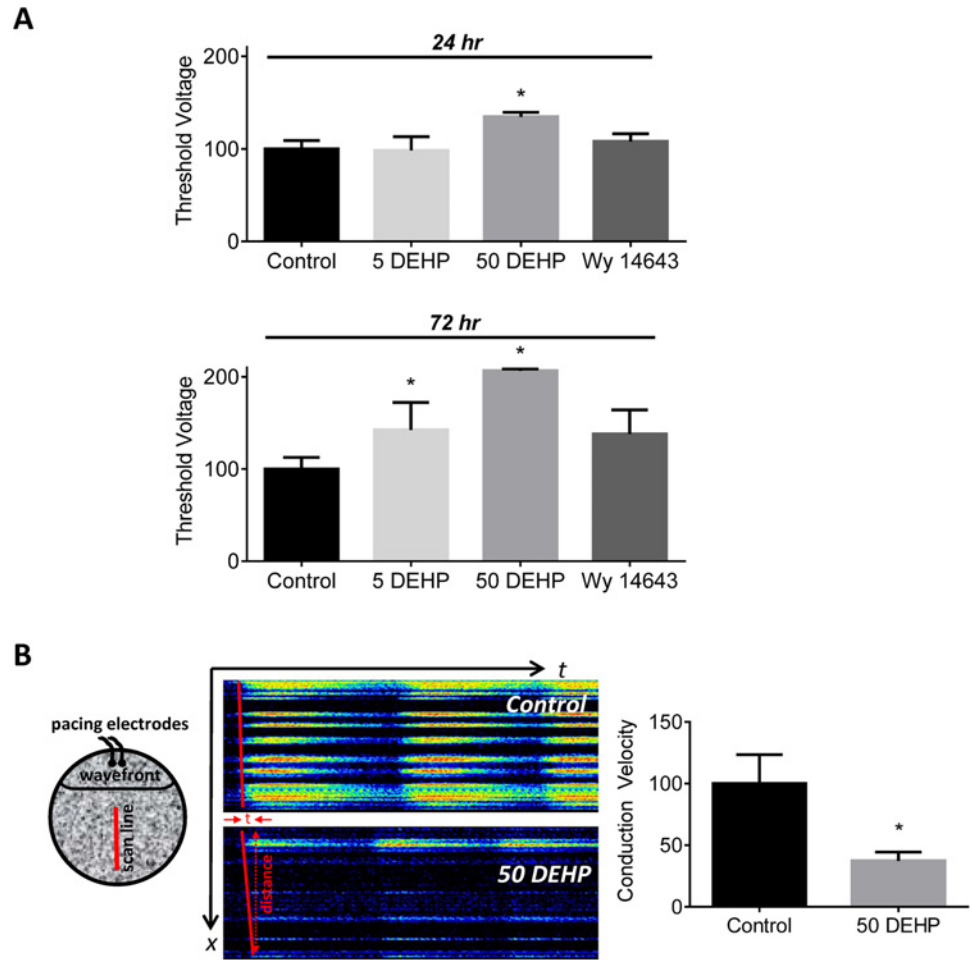 A
24 hr
Threshold Voltage
200
100
0
*
Control 5 DEHP 50 DEHP Wy 14643
72 hr
Threshold Voltage
200
100
0
* *
Control 5 DEHP 50 DEHP Wy 14643
B
pacing electrodes
wavefront
scan line
t
Control
t
distance
50 DEHP
x
Conduction Velocity
150
100
50
0
*
Control 50 DEHP